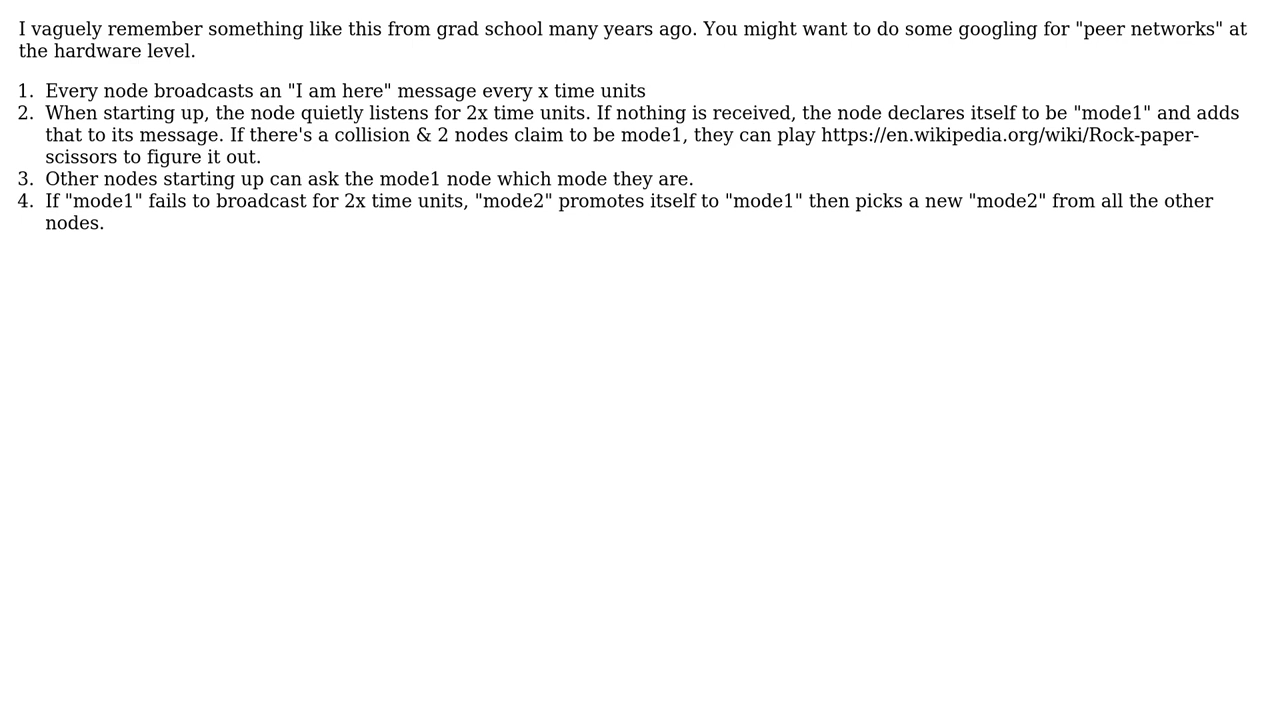 I vaguely remember something like this from grad school many years ago. You might want to do some googling for "peer networks" at
the hardware level.
1. Every node broadcasts an "I am here" message every x time units
2. When starting up, the node quietly listens for 2x time units. If nothing is received, the node declares itself to be "mode1" and adds
that to its message. If there's a collision & 2 nodes claim to be mode1, they can play https://en.wikipedia.org/wiki/Rock-paper-
scissors to figure it out.
3. Other nodes starting up can ask the mode1 node which mode they are.
4. If "mode1" fails to broadcast for 2x time units, "mode2" promotes itself to "mode1" then picks a new "mode2" from all the other
nodes.